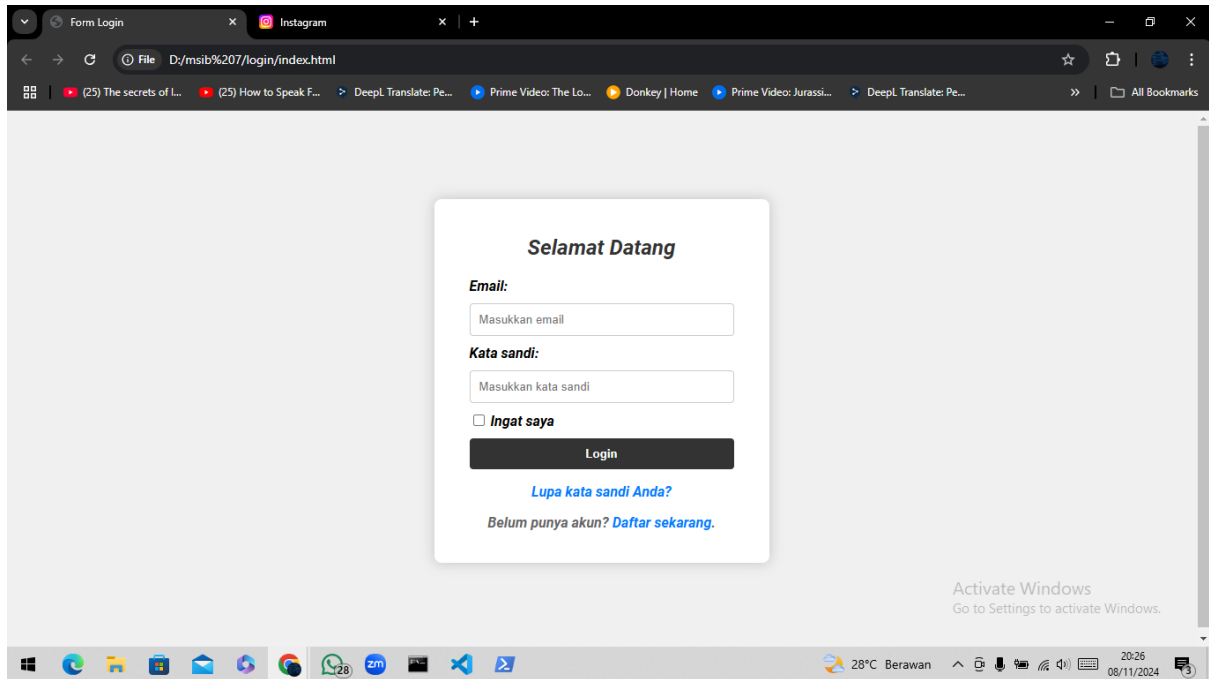 Form Login
Instagram
File D:/msib%207/login/index.html
(25) The secrets of l...
(25) How to Speak F...
DeepL Translate: Pe...
Prime Video: The Lo...
Donkey | Home
Prime Video: Jurassi...
DeepL Translate: Pe...
All Bookmarks
Selamat Datang
Email:
Masukkan email
Kata sandi:
Masukkan kata sandi
Ingat saya
Login
Lupa kata sandi Anda?
Belum punya akun? Daftar sekarang.
Activate Windows
Go to Settings to activate Windows.
28
zm
28°C Berawan
20:26
08/11/2024
3